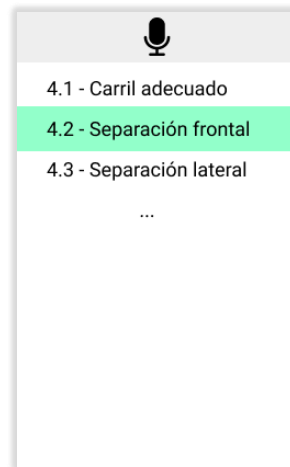 4.1 - Carril adecuado
4.2 - Separación frontal
4.3 - Separación lateral
...